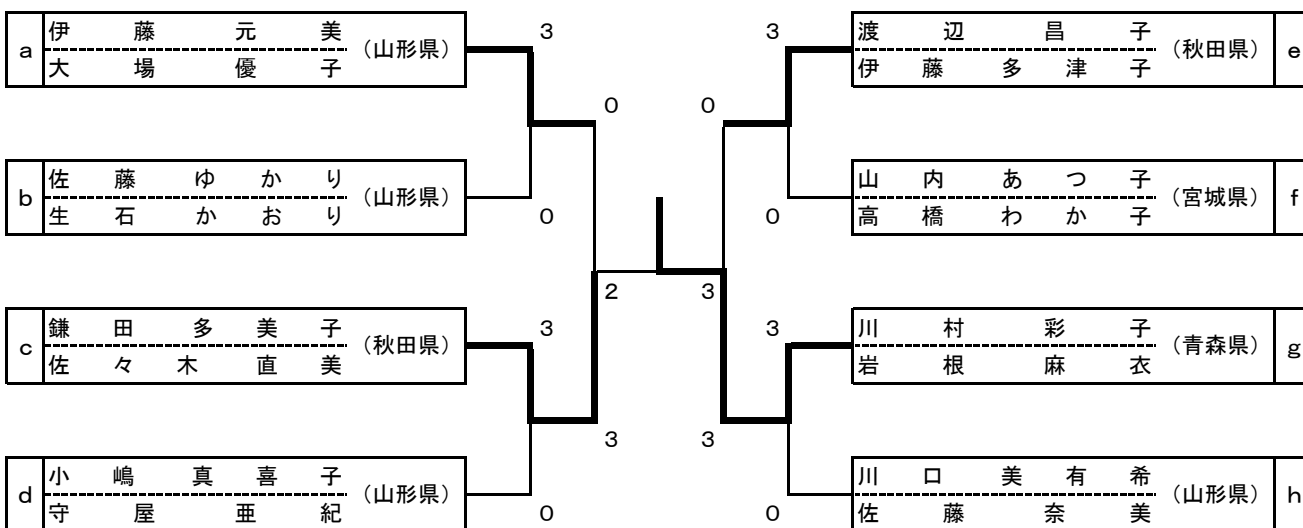 a 伊藤元美 (山形県)
大場優子
3
0
b 佐藤ゆかり (山形県)
生石かおり
0
2
c 鎌田多美子 (秋田県)
佐々木直美
3
3
d 小嶋真喜子 (山形県)
守屋亜紀
0
3
渡辺昌子 (秋田県) e
伊藤多津子
0
山内あつ子 (宮城県) f
高橋わか子
0
3
川村彩子 (青森県) g
岩根麻衣
3
3
川口美有希 (山形県) h
佐藤奈美
0